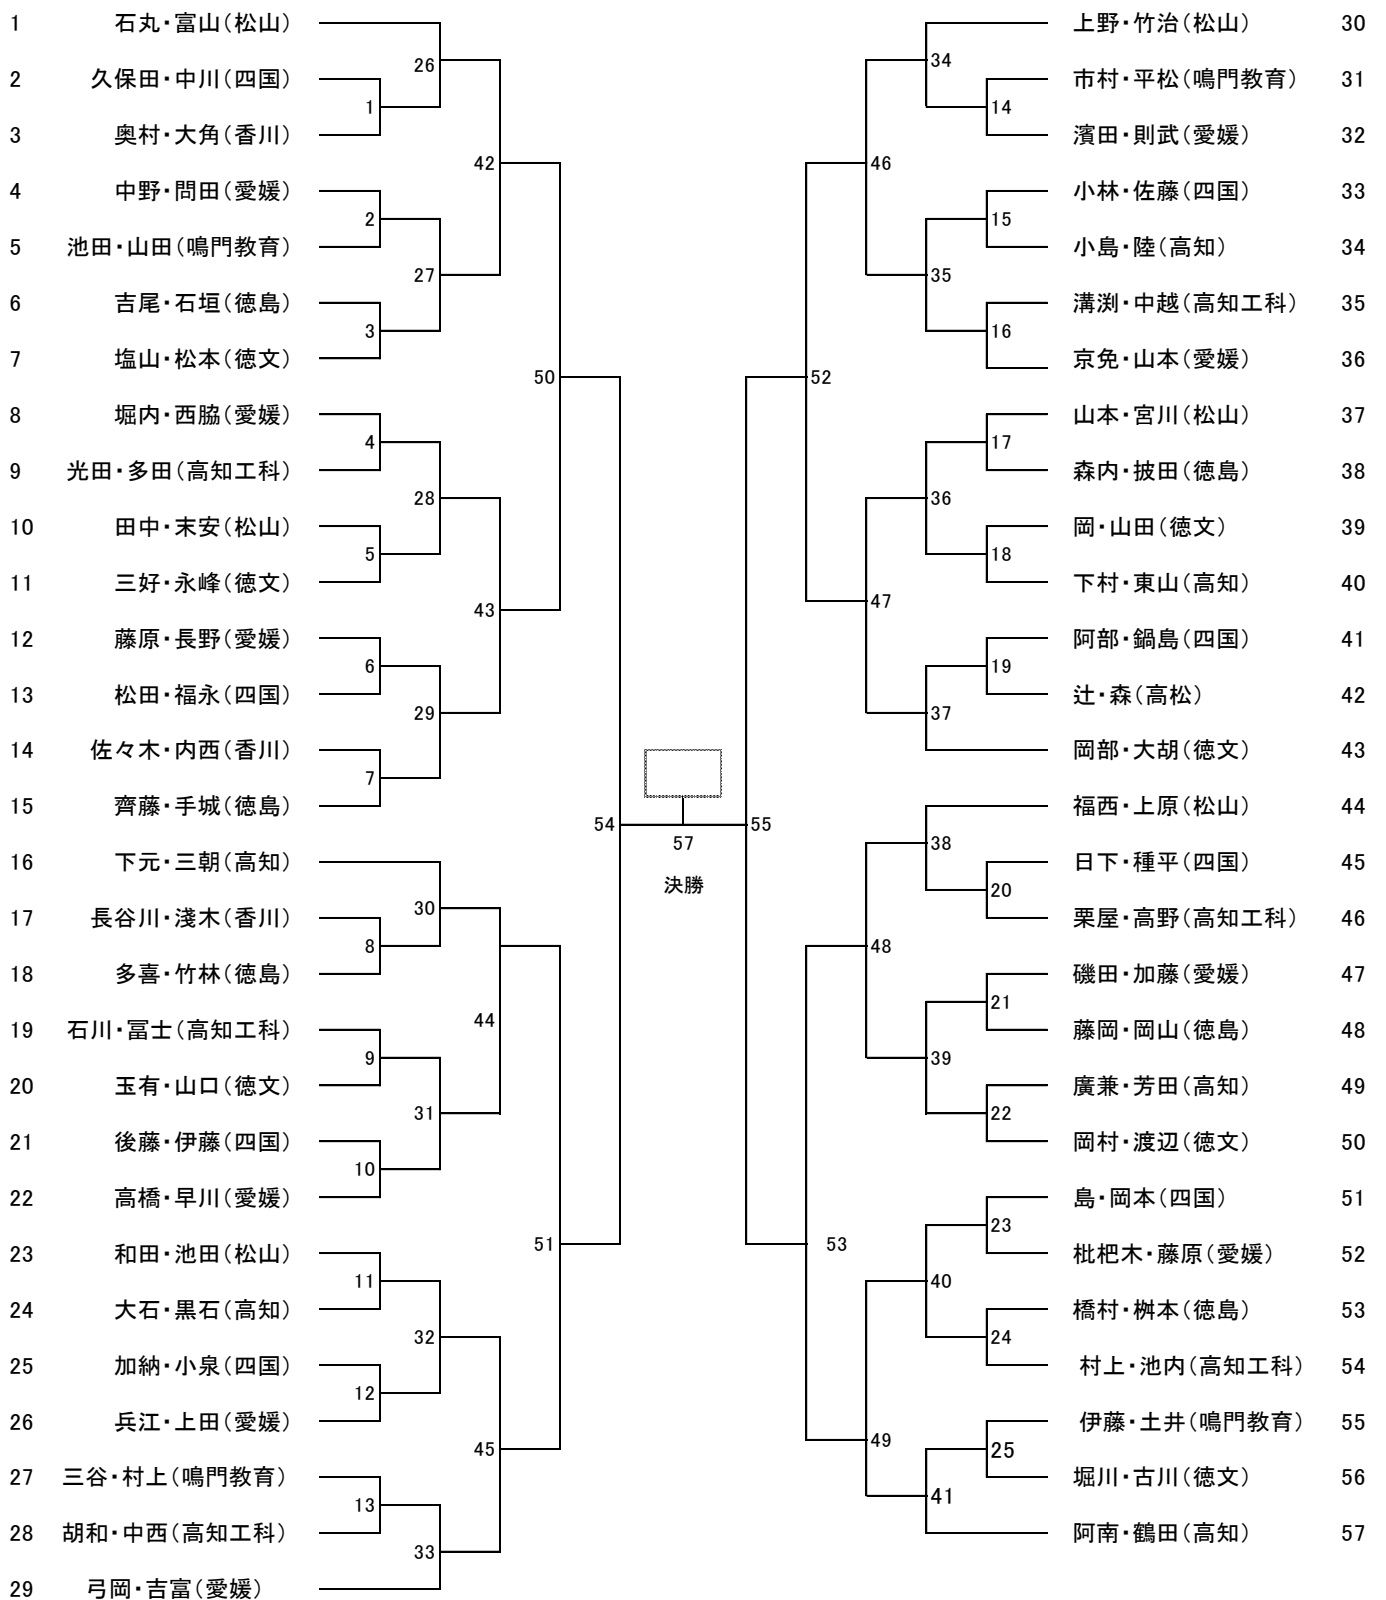 1 石丸・富山(松山)
2 久保田・中川(四国)
3 奥村・大角(香川)
4 中野・問田(愛媛)
5 池田・山田(鳴門教育)
6 吉尾・石垣(徳島)
7 塩山・松本(徳文)
8 堀内・西脇(愛媛)
9 光田・多田(高知工科)
10 田中・末安(松山)
11 三好・永峰(徳文)
12 藤原・長野(愛媛)
13 松田・福永(四国)
14 佐々木・内西(香川)
15 齊藤・手城(徳島)
16 下元・三朝(高知)
17 長谷川・淺木(香川)
18 多喜・竹林(徳島)
19 石川・冨士(高知工科)
20 玉有・山口(徳文)
21 後藤・伊藤(四国)
22 高橋・早川(愛媛)
23 和田・池田(松山)
24 大石・黒石(高知)
25 加納・小泉(四国)
26 兵江・上田(愛媛)
27 三谷・村上(鳴門教育)
28 胡和・中西(高知工科)
29 弓岡・吉富(愛媛)
1
2
3
4
5
6
7
8
9
10
11
12
13
26
27
28
29
30
31
32
33
42
43
44
45
50
51
54
57
決勝
55
52
53
46
47
48
49
34
35
36
37
38
39
40
41
14
15
16
17
18
19
20
21
22
23
24
25
上野・竹治(松山) 30
市村・平松(鳴門教育) 31
濱田・則武(愛媛) 32
小林・佐藤(四国) 33
小島・陸(高知) 34
溝渕・中越(高知工科) 35
京免・山本(愛媛) 36
山本・宮川(松山) 37
森内・披田(徳島) 38
岡・山田(徳文) 39
下村・東山(高知) 40
阿部・鍋島(四国) 41
辻・森(高松) 42
岡部・大胡(徳文) 43
福西・上原(松山) 44
日下・種平(四国) 45
栗屋・高野(高知工科) 46
磯田・加藤(愛媛) 47
藤岡・岡山(徳島) 48
廣兼・芳田(高知) 49
岡村・渡辺(徳文) 50
島・岡本(四国) 51
枇杷木・藤原(愛媛) 52
橋村・桝本(徳島) 53
村上・池内(高知工科) 54
伊藤・土井(鳴門教育) 55
堀川・古川(徳文) 56
阿南・鶴田(高知) 57